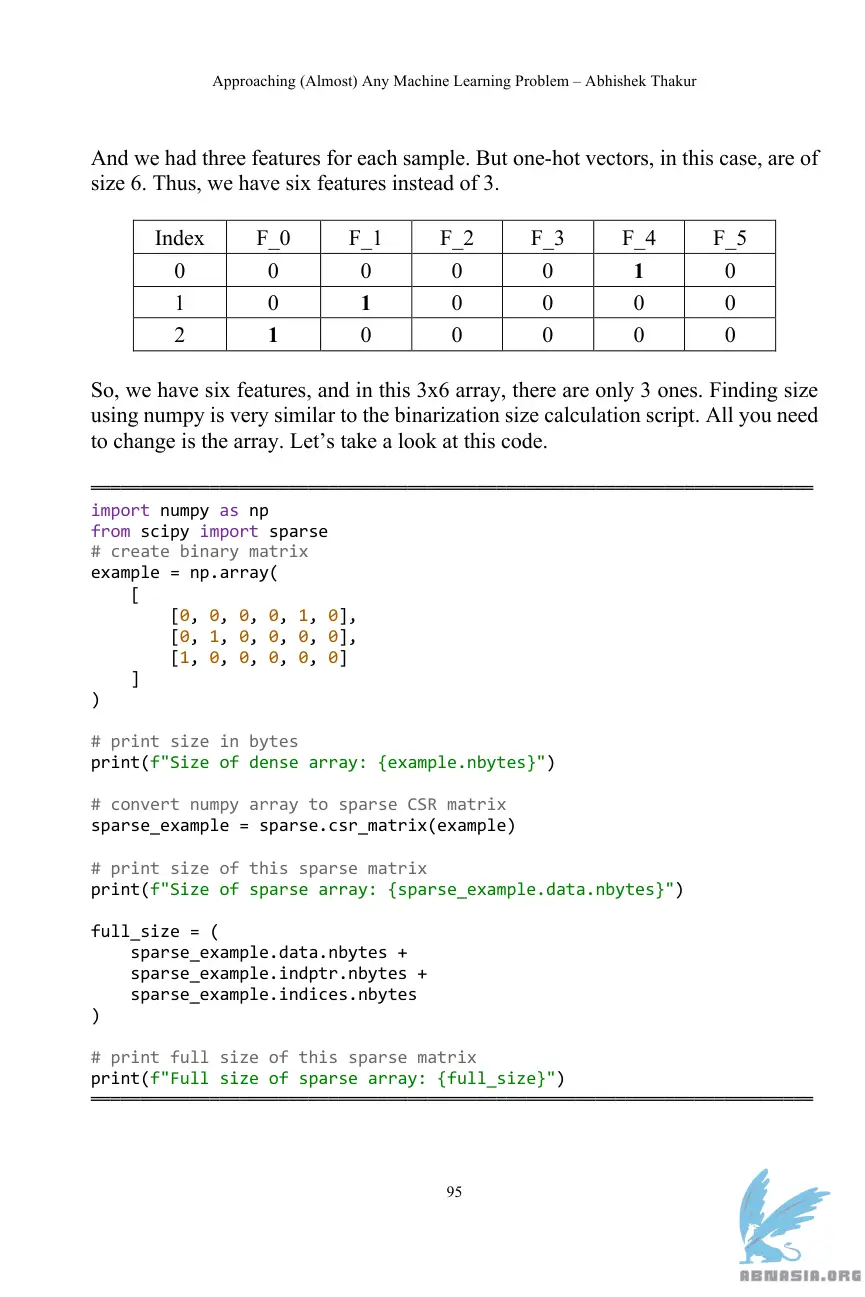 Approaching (Almost) Any Machine Learning Problem – Abhishek Thakur
And we had three features for each sample. But one-hot vectors, in this case, are of
size 6. Thus, we have six features instead of 3.
Index F_0 F_1 F_2 F_3 F_4 F_5
0 0 0 0 0 1 0
1 0 1 0 0 0 0
2 1 0 0 0 0 0
So, we have six features, and in this 3x6 array, there are only 3 ones. Finding size
using numpy is very similar to the binarization size calculation script. All you need
to change is the array. Let’s take a look at this code.
import numpy as np
from scipy import sparse
# create binary matrix
example = np.array(
    [
        [0, 0, 0, 0, 1, 0],
        [0, 1, 0, 0, 0, 0],
        [1, 0, 0, 0, 0, 0]
    ]
)
# print size in bytes
print(f"Size of dense array: {example.nbytes}")
# convert numpy array to sparse CSR matrix
sparse_example = sparse.csr_matrix(example)
# print size of this sparse matrix
print(f"Size of sparse array: {sparse_example.data.nbytes}")
full_size = (
    sparse_example.data.nbytes +
    sparse_example.indptr.nbytes +
    sparse_example.indices.nbytes
)
# print full size of this sparse matrix
print(f"Full size of sparse array: {full_size}")
95
ABNASIA.ORG